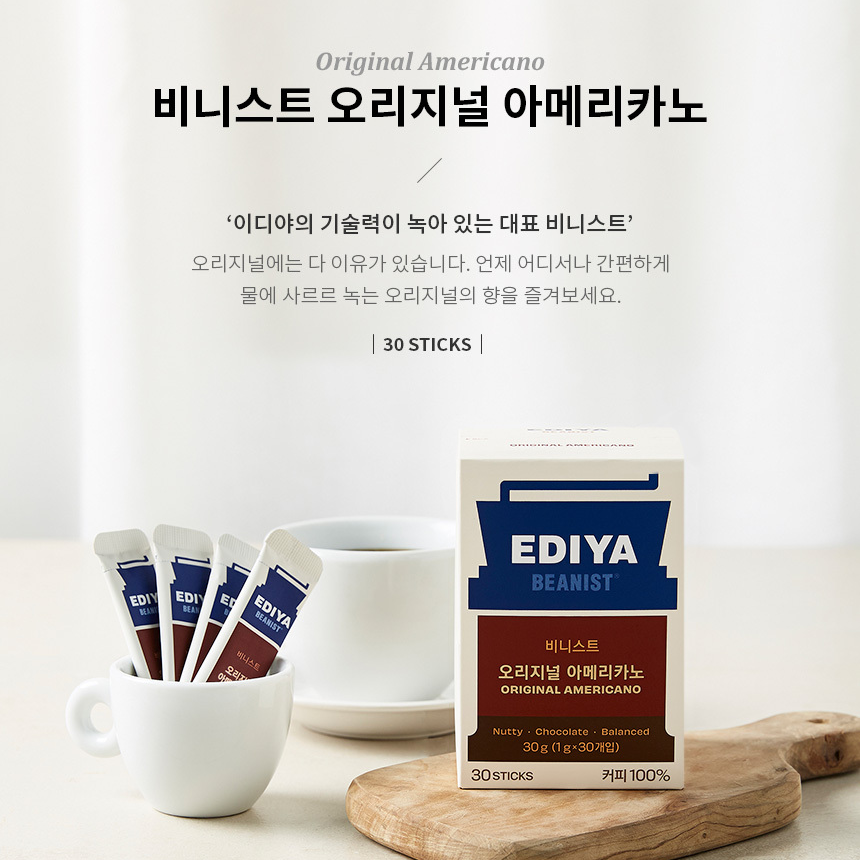 Original Americano
비니스트 오리지널 아메리카노
‘이디야의 기술력이 녹아 있는 대표 비니스트’
오리지널에는 다 이유가 있습니다. 언제 어디서나 간편하게
물에 사르르 녹는 오리지널의 향을 즐겨보세요.
| 30 STICKS |
ORIGINAL AMERICANO
EDIYA
BEANIST
비니스트
오리지널 아메리카노
ORIGINAL AMERICANO
Nutty · Chocolate · Balanced
30g (1g×30개입)
30 STICKS 커피 100%
EDIYA
BEANIST
비니스트